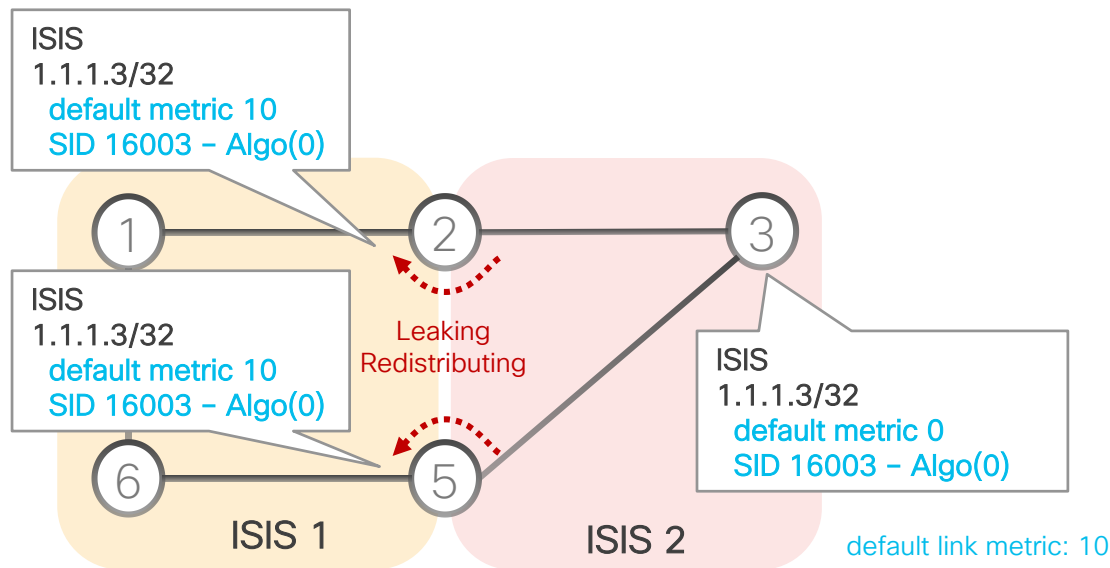 ISIS
1.1.1.3/32
default metric 10
SID 16003 – Algo(0)
1
2
3
ISIS
1.1.1.3/32
default metric 10
SID 16003 – Algo(0)
Leaking
Redistributing
ISIS
1.1.1.3/32
default metric 0
SID 16003 – Algo(0)
6
5
ISIS 1
ISIS 2
default link metric: 10